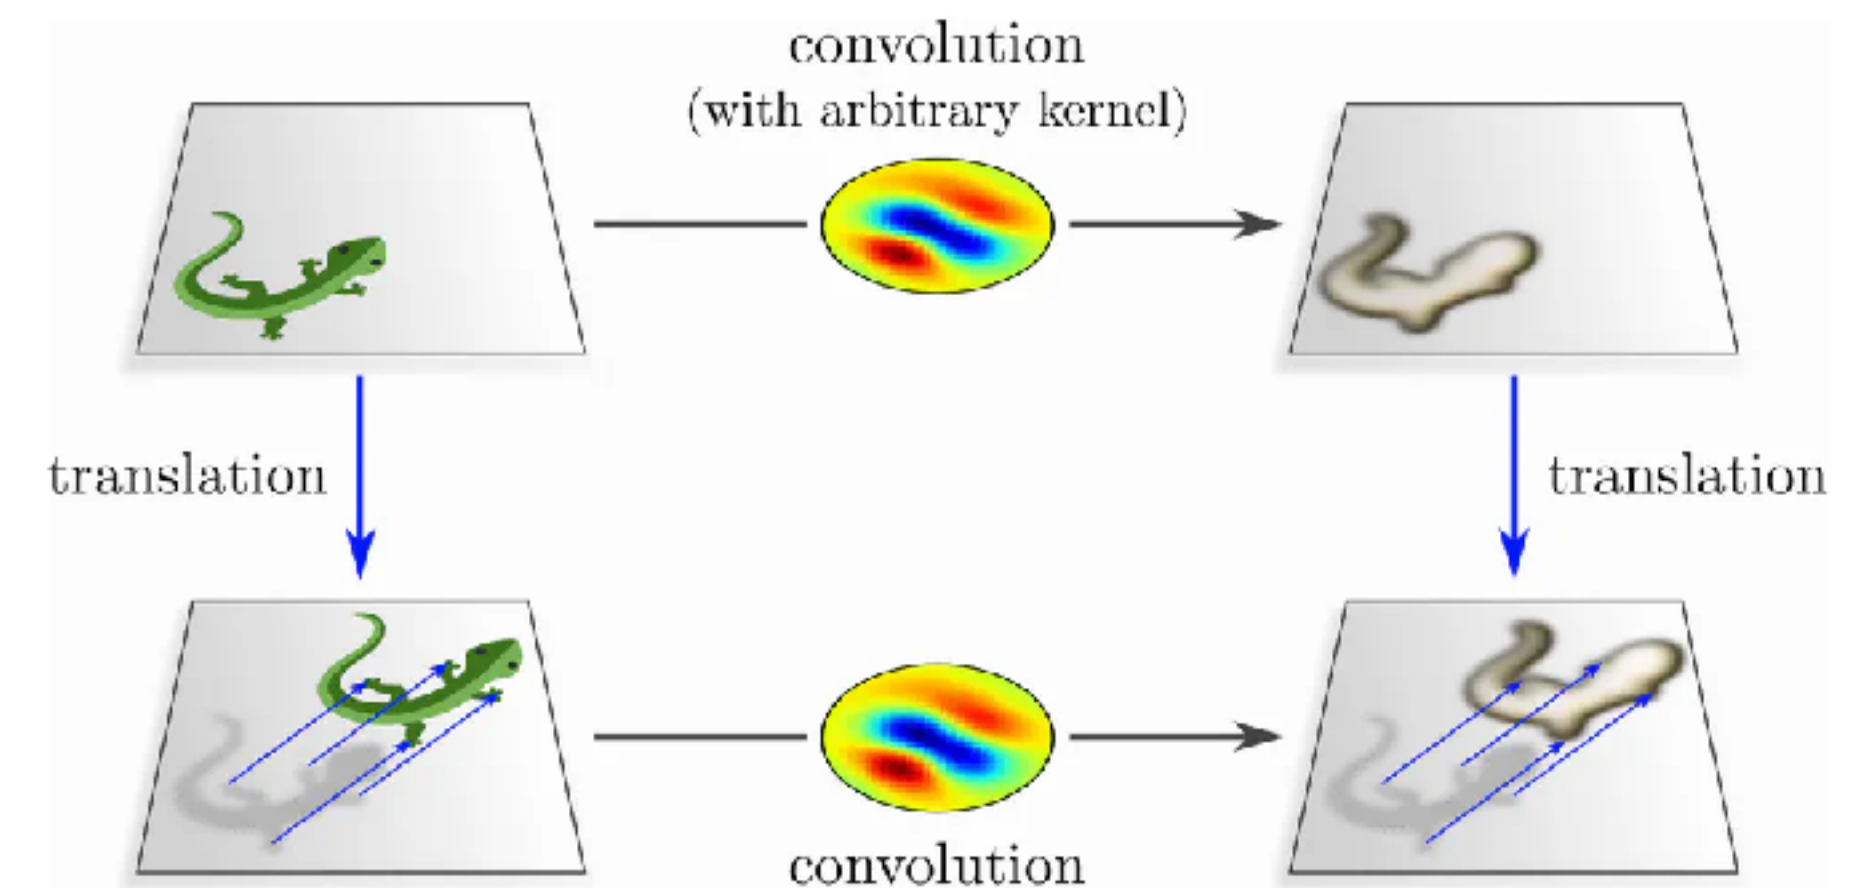 convolution
(with arbitrary kernel)
translation
translation
convolution